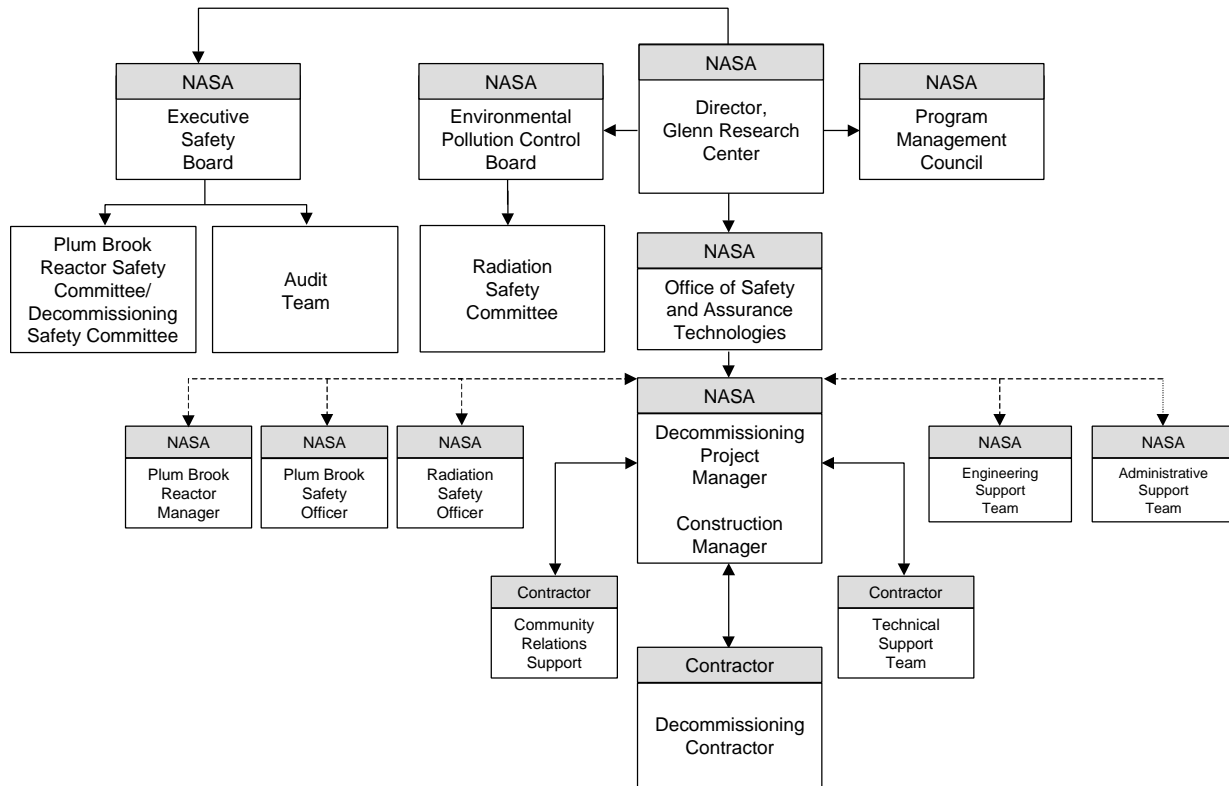 NASA
Executive
Safety
Board
NASA
Environmental
Pollution Control
Board
NASA
Director,
Glenn Research
Center
NASA
Program
Management
Council
Plum Brook
Reactor Safety
Committee/
Decommissioning
Safety Committee
Audit
Team
Radiation
Safety
Committee
NASA
Office of Safety
and Assurance
Technologies
NASA
Plum Brook
Reactor
Manager
NASA
Plum Brook
Safety
Officer
NASA
Radiation
Safety
Officer
NASA
Decommissioning
Project
Manager
Construction
Manager
NASA
Engineering
Support
Team
NASA
Administrative
Support
Team
Contractor
Community
Relations
Support
Contractor
Technical
Support
Team
Contractor
Decommissioning
Contractor